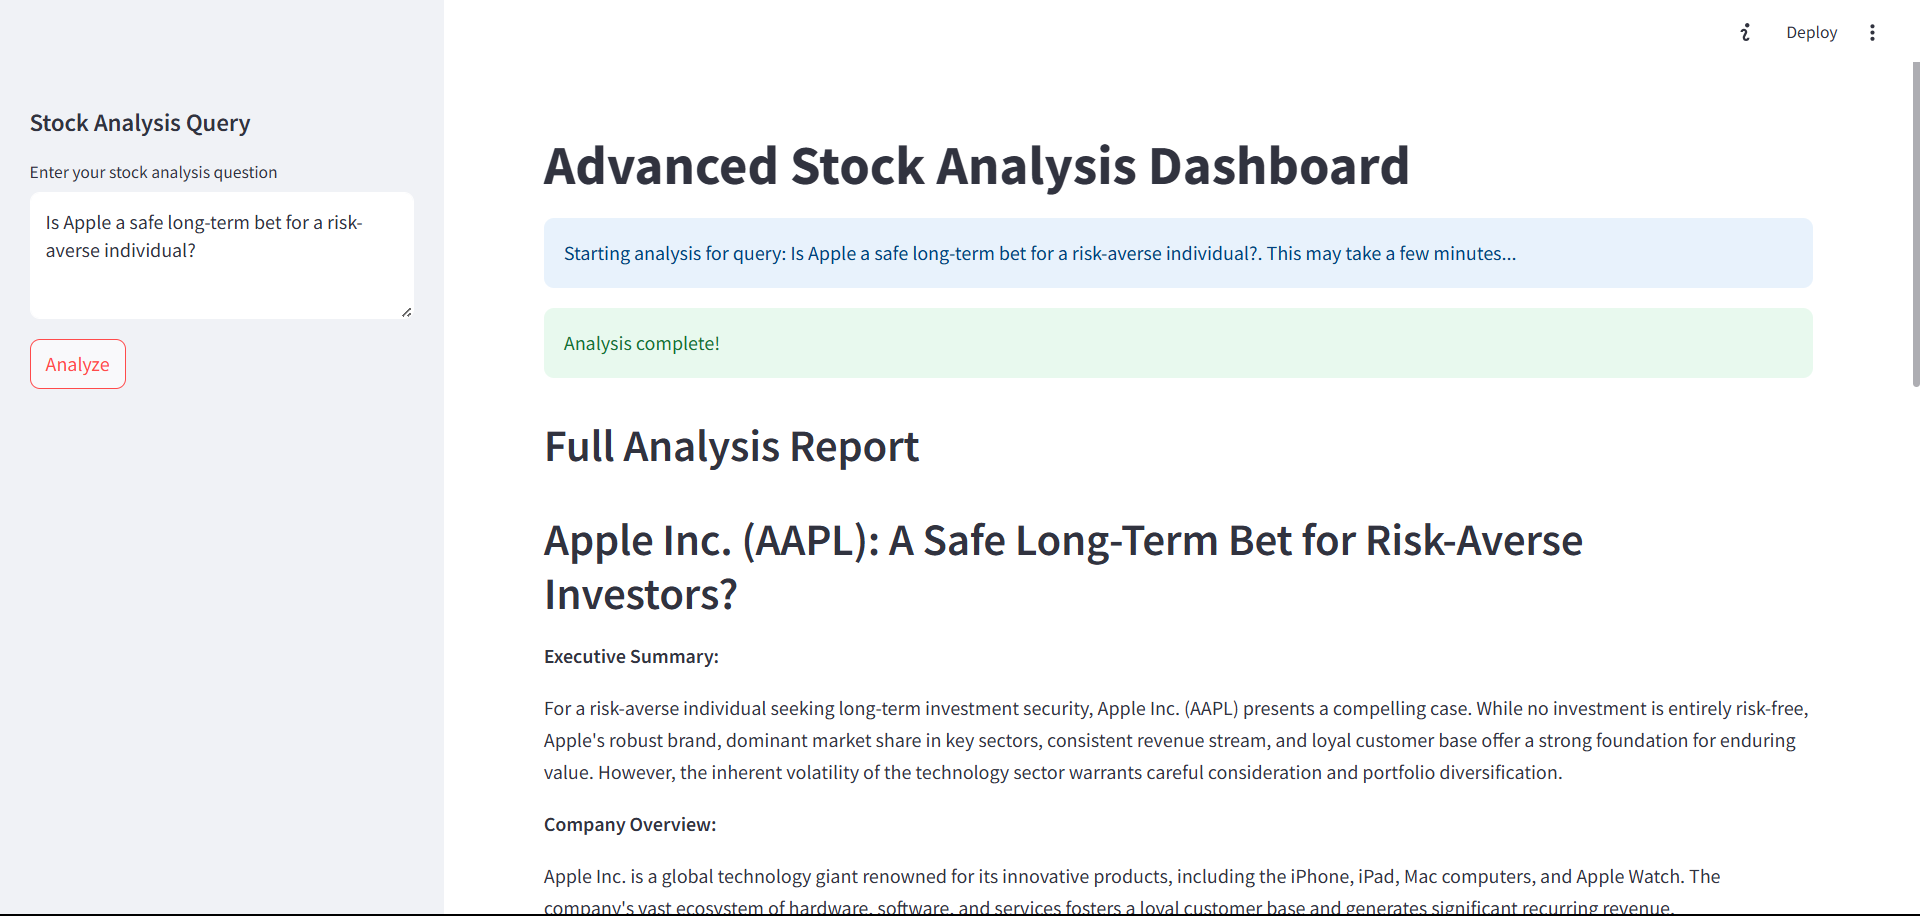 Deploy
Stock Analysis Query
Enter your stock analysis question
Is Apple a safe long-term bet for a risk-
averse individual?
Analyze
Advanced Stock Analysis Dashboard
Starting analysis for query: Is Apple a safe long-term bet for a risk-averse individual?. This may take a few minutes...
Analysis complete!
Full Analysis Report
Apple Inc. (AAPL): A Safe Long-Term Bet for Risk-Averse
Investors?
Executive Summary:
For a risk-averse individual seeking long-term investment security, Apple Inc. (AAPL) presents a compelling case. While no investment is entirely risk-free,
Apple's robust brand, dominant market share in key sectors, consistent revenue stream, and loyal customer base offer a strong foundation for enduring
value. However, the inherent volatility of the technology sector warrants careful consideration and portfolio diversification.
Company Overview:
Apple Inc. is a global technology giant renowned for its innovative products, including the iPhone, iPad, Mac computers, and Apple Watch. The
company's vast ecosystem of hardware, software, and services fosters a loyal customer base and generates significant recurring revenue.